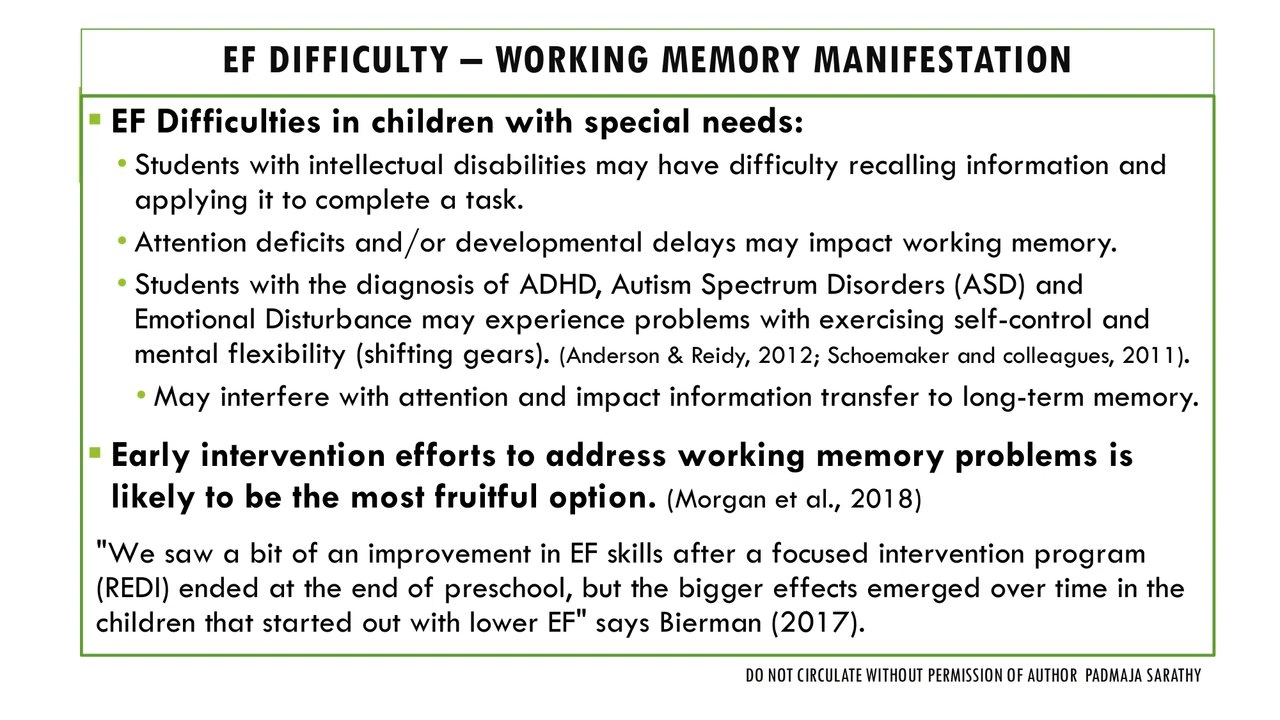 EF DIFFICULTY – WORKING MEMORY MANIFESTATION
▪ EF Difficulties in children with special needs:
• Students with intellectual disabilities may have difficulty recalling information and
applying it to complete a task.
• Attention deficits and/or developmental delays may impact working memory.
• Students with the diagnosis of ADHD, Autism Spectrum Disorders (ASD) and
Emotional Disturbance may experience problems with exercising self-control and
mental flexibility (shifting gears). (Anderson & Reidy, 2012; Schoemaker and colleagues, 2011).
• May interfere with attention and impact information transfer to long-term memory.
▪ Early intervention efforts to address working memory problems is
likely to be the most fruitful option. (Morgan et al., 2018)
"We saw a bit of an improvement in EF skills after a focused intervention program
(REDI) ended at the end of preschool, but the bigger effects emerged over time in the
children that started out with lower EF" says Bierman (2017).
DO NOT CIRCULATE WITHOUT PERMISSION OF AUTHOR PADMAJA SARATHY